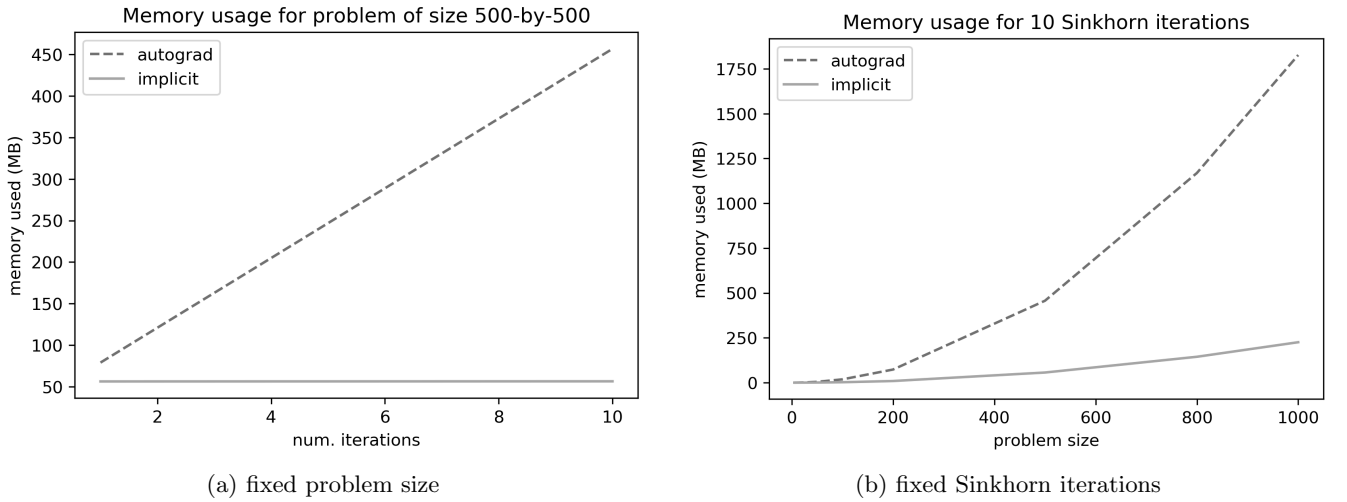 Memory usage for problem of size 500-by-500
autograd
implicit
450
400
350
300
250
200
150
100
50
memory used (MB)
2 4 6 8 10
num. iterations
(a) fixed problem size
Memory usage for 10 Sinkhorn iterations
autograd
implicit
1750
1500
1250
1000
750
500
250
0
memory used (MB)
0 200 400 600 800 1000
problem size
(b) fixed Sinkhorn iterations